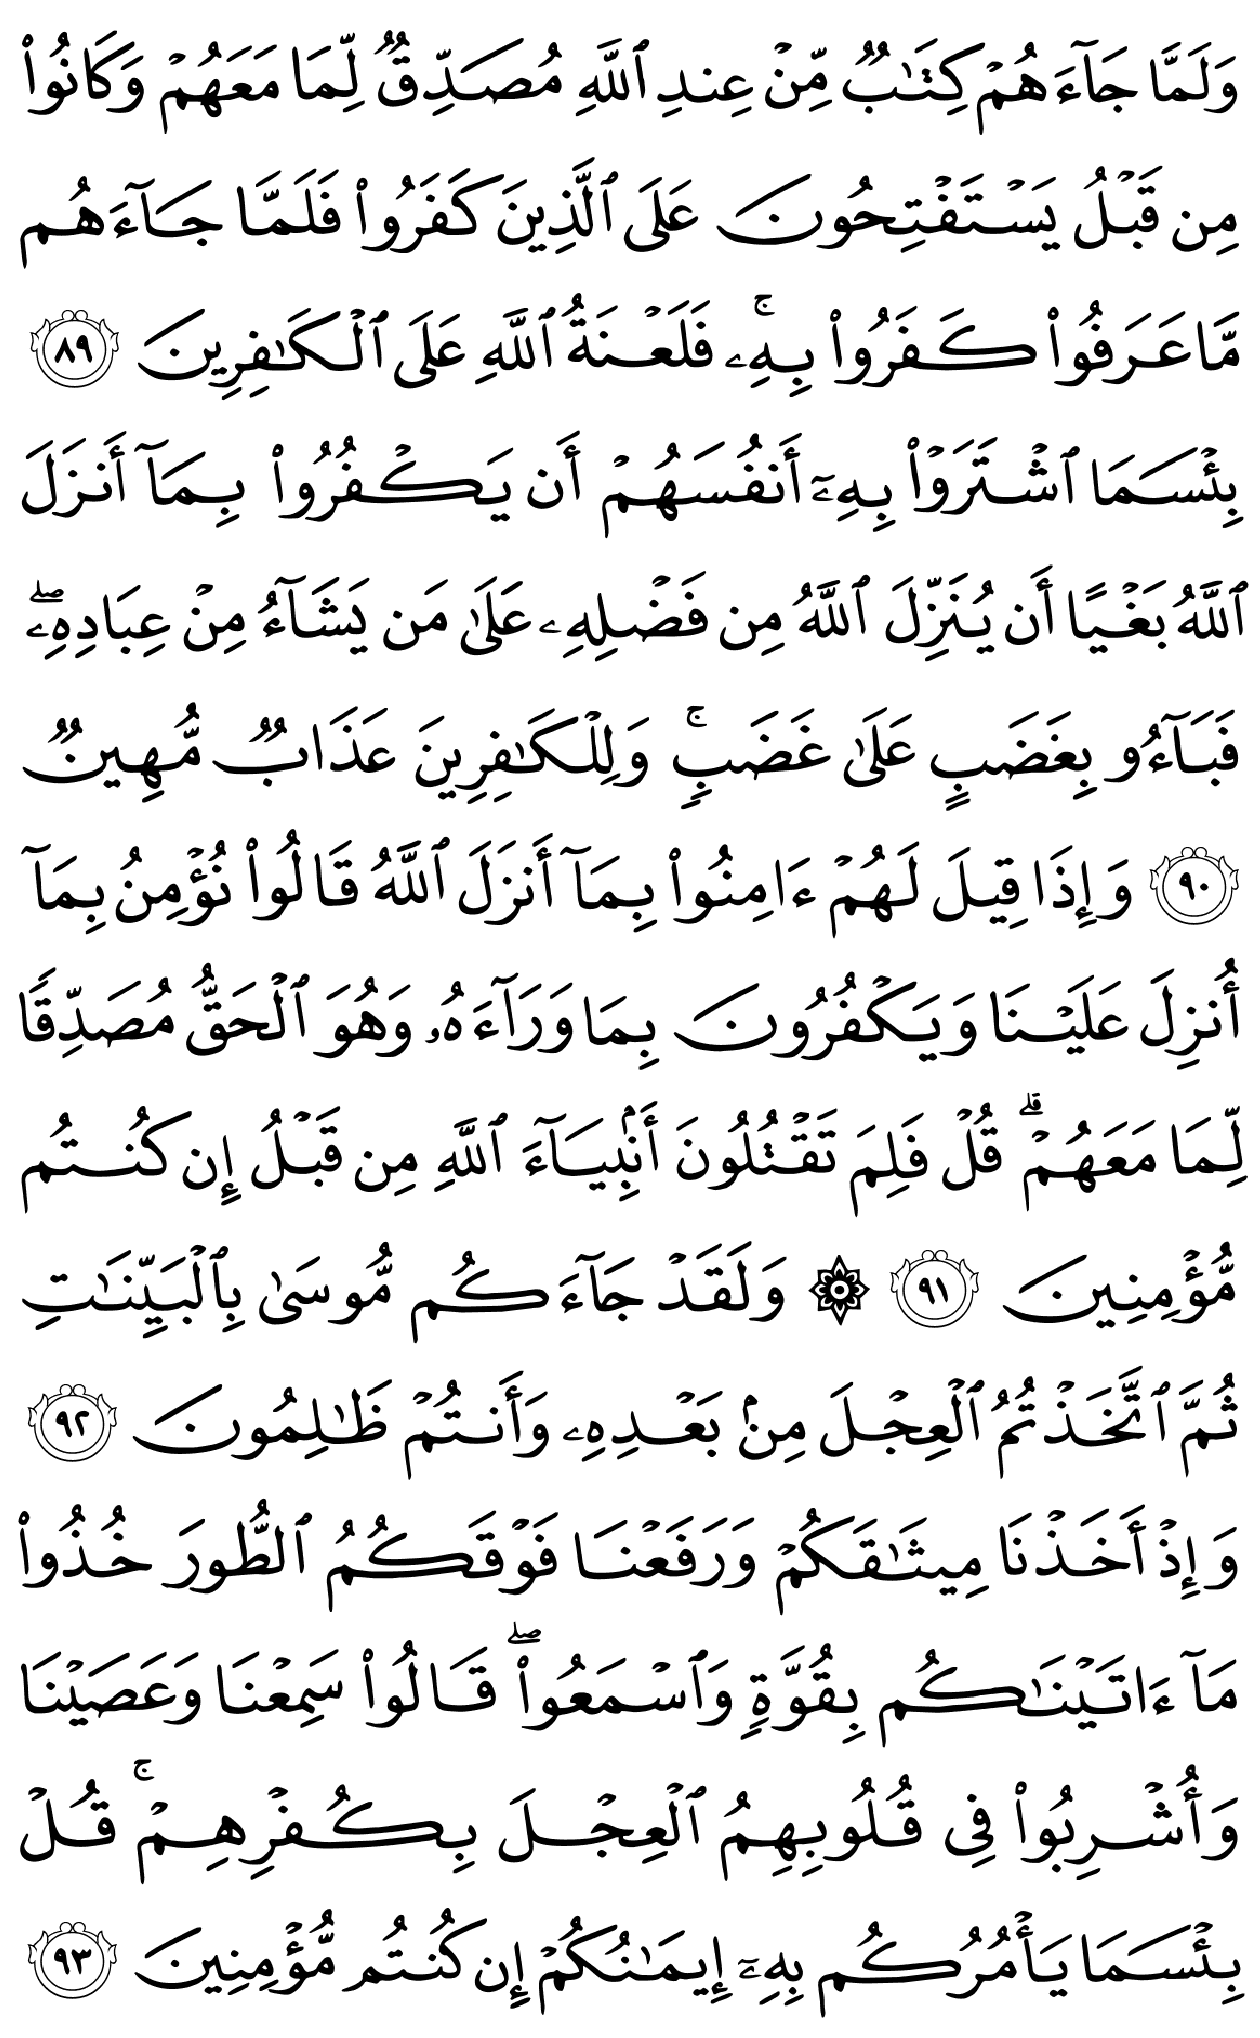 وَلَمَّا جَآءَهُمۡ كِتَٰبٞ مِّنۡ عِندِ ٱللَّهِ مُصَدِّقٞ لِّمَا مَعَهُمۡ وَكَانُواْ
مِن قَبۡلُ يَسۡتَفۡتِحُونَ عَلَى ٱلَّذِينَ كَفَرُواْ فَلَمَّا جَآءَهُم
مَّا عَرَفُواْ كَفَرُواْ بِهِۦۚ فَلَعۡنَةُ ٱللَّهِ عَلَى ٱلۡكَٰفِرِينَ ٨٩
بِئۡسَمَا ٱشۡتَرَوۡاْ بِهِۦٓ أَنفُسَهُمۡ أَن يَكۡفُرُواْ بِمَآ أَنزَلَ
ٱللَّهُ بَغۡيًا أَن يُنَزِّلَ ٱللَّهُ مِن فَضۡلِهِۦ عَلَىٰ مَن يَشَآءُ مِنۡ عِبَادِهِۦۖ
فَبَآءُو بِغَضَبٍ عَلَىٰ غَضَبٖۚ وَلِلۡكَٰفِرِينَ عَذَابٞ مُّهِينٞ
٩٠ وَإِذَا قِيلَ لَهُمۡ ءَامِنُواْ بِمَآ أَنزَلَ ٱللَّهُ قَالُواْ نُؤۡمِنُ بِمَآ
أُنزِلَ عَلَيۡنَا وَيَكۡفُرُونَ بِمَا وَرَآءَهُۥ وَهُوَ ٱلۡحَقُّ مُصَدِّقٗا
لِّمَا مَعَهُمۡۗ قُلۡ فَلِمَ تَقۡتُلُونَ أَنۢبِيَآءَ ٱللَّهِ مِن قَبۡلُ إِن كُنتُم
مُّؤۡمِنِينَ ٩١ ۞ وَلَقَدۡ جَآءَكُم مُّوسَىٰ بِٱلۡبَيِّنَٰتِ
ثُمَّ ٱتَّخَذۡتُمُ ٱلۡعِجۡلَ مِنۢ بَعۡدِهِۦ وَأَنتُمۡ ظَٰلِمُونَ ٩٢
وَإِذۡ أَخَذۡنَا مِيثَٰقَكُمۡ وَرَفَعۡنَا فَوۡقَكُمُ ٱلطُّورَ خُذُواْ
مَآ ءَاتَيۡنَٰكُم بِقُوَّةٖ وَٱسۡمَعُواْۖ قَالُواْ سَمِعۡنَا وَعَصَيۡنَا
وَأُشۡرِبُواْ فِي قُلُوبِهِمُ ٱلۡعِجۡلَ بِكُفۡرِهِمۡۚ قُلۡ
بِئۡسَمَا يَأۡمُرُكُم بِهِۦٓ إِيمَٰنُكُمۡ إِن كُنتُم مُّؤۡمِنِينَ ٩٣